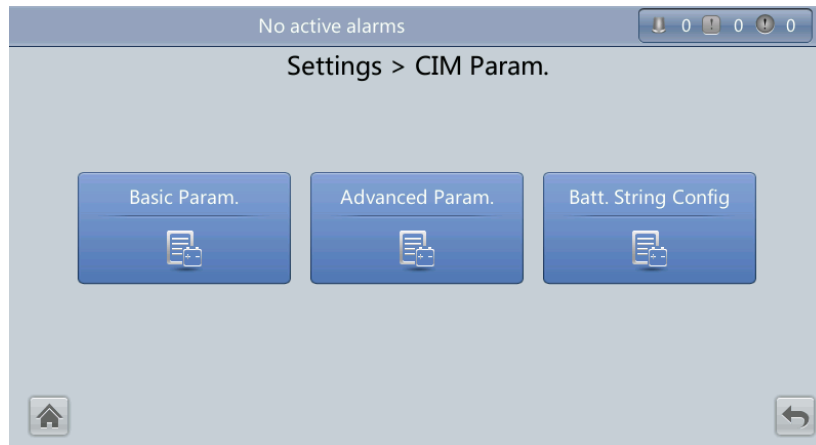 No active alarms 0 0 0
Settings > CIM Param.
Basic Param. Advanced Param. Batt. String Config